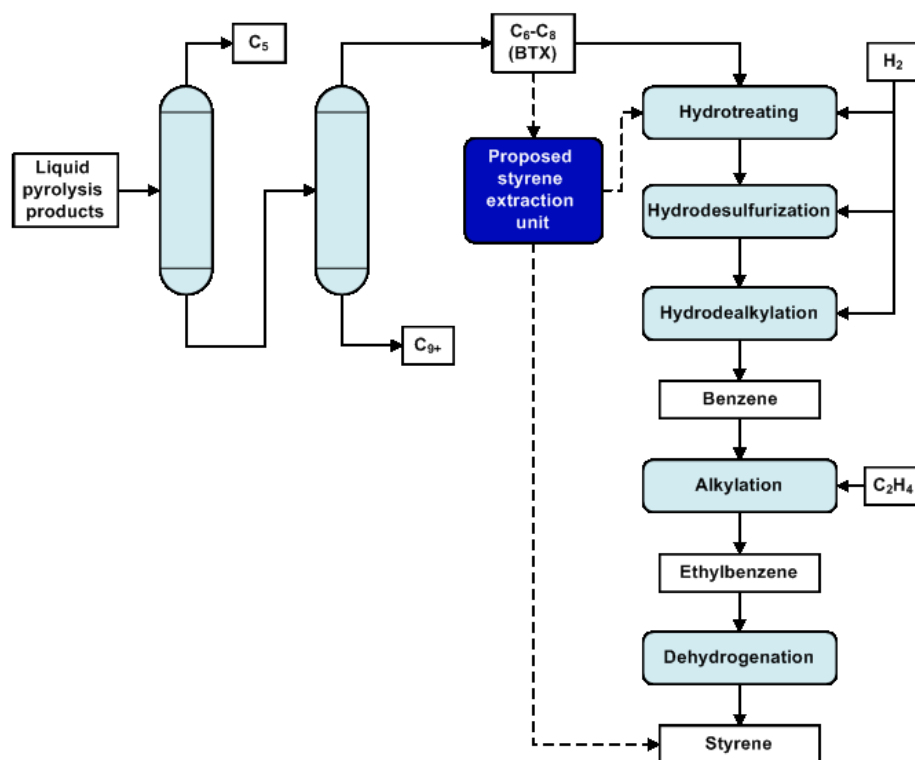 C₅
C₆-C₈
(BTX)
H₂
Hydrotreating
Liquid
pyrolysis
products
Proposed
styrene
extraction
unit
Hydrodesulfurization
Hydrodealkylation
C₉₊
Benzene
Alkylation
C₂H₄
Ethylbenzene
Dehydrogenation
Styrene